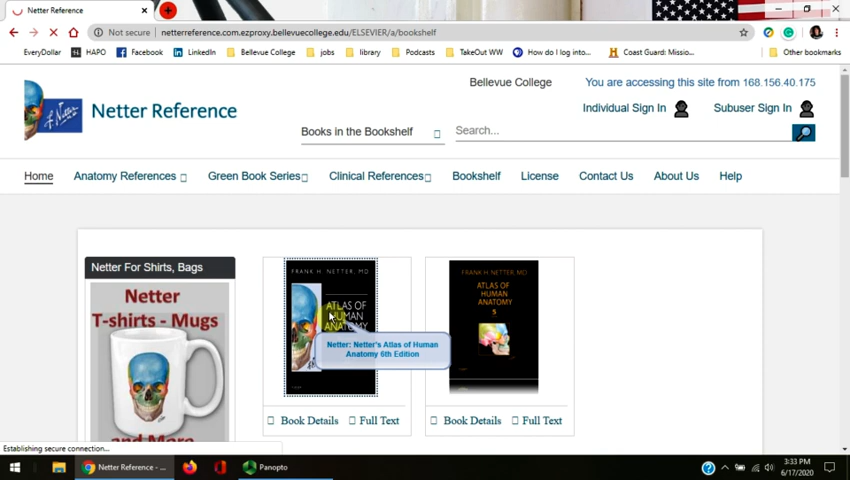 Netter Reference
Not secure
netterreference.com.ezproxy.bellevuecollege.edu/ELSEVIER/a/bookshelf
EveryDollar
HAPO
Facebook
LinkedIn
Bellevue College
jobs
library
Podcasts
TakeOut WW
How do I log into...
Coast Guard: Missio...
Other bookmarks
Netter Reference
Bellevue College
You are accessing this site from 168.156.40.175
Individual Sign In
Subuser Sign In
Books in the Bookshelf
Search...
Home
Anatomy References
Green Book Series
Clinical References
Bookshelf
License
Contact Us
About Us
Help
Netter For Shirts, Bags
Netter
T-shirts - Mugs
and More
FRANK H. NETTER, MD
ATLAS OF
HUMAN
ANATOMY
Netter: Netter's Atlas of Human
Anatomy 6th Edition
Book Details
Full Text
FRANK H. NETTER, MD
ATLAS OF
HUMAN
ANATOMY
5
Book Details
Full Text
Establishing secure connection...
Netter Reference - ...
Panopto
3:33 PM
6/17/2020